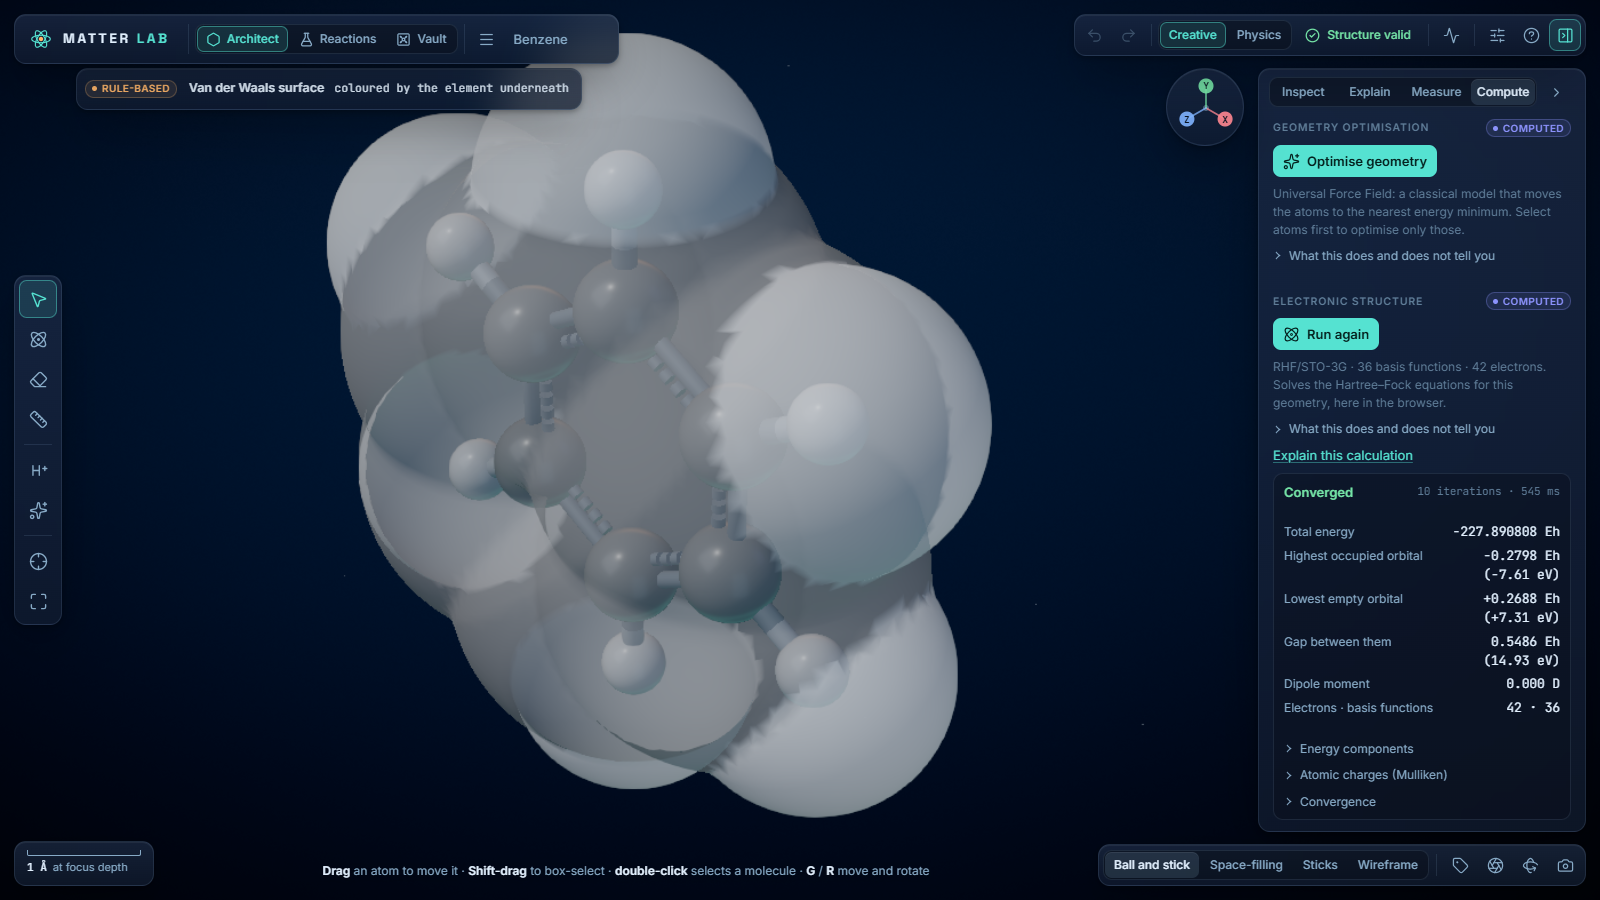 MATTER LAB
Architect
Reactions
Vault
Benzene
Creative
Physics
Structure valid
RULE-BASED
Van der Waals surface coloured by the element underneath
Y
Z
X
Inspect
Explain
Measure
Compute
GEOMETRY OPTIMISATION
COMPUTED
Optimise geometry
Universal Force Field: a classical model that moves
the atoms to the nearest energy minimum. Select
atoms first to optimise only those.
What this does and does not tell you
ELECTRONIC STRUCTURE
COMPUTED
Run again
RHF/STO-3G · 36 basis functions · 42 electrons.
Solves the Hartree–Fock equations for this
geometry, here in the browser.
What this does and does not tell you
Explain this calculation
Converged
10 iterations · 545 ms
Total energy -227.890808 Eh
Highest occupied orbital -0.2798 Eh
(-7.61 eV)
Lowest empty orbital +0.2688 Eh
(+7.31 eV)
Gap between them 0.5486 Eh
(14.93 eV)
Dipole moment 0.000 D
Electrons · basis functions 42 · 36
Energy components
Atomic charges (Mulliken)
Convergence
H+
1 Å at focus depth
Drag an atom to move it · Shift-drag to box-select · double-click selects a molecule · G / R move and rotate
Ball and stick
Space-filling
Sticks
Wireframe